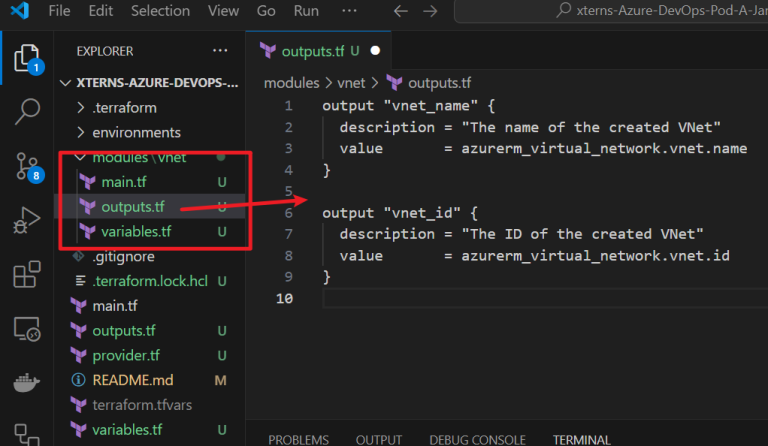 File Edit Selection View Go Run ··· xterns-Azure-DevOps-Pod-A-Jan
EXPLORER ···
XTERNS-AZURE-DEVOPS-...
.terraform
environments
modules\vnet
main.tf U
outputs.tf U
variables.tf U
.gitignore
.terraform.lock.hcl U
main.tf
outputs.tf U
provider.tf U
README.md M
terraform.tfvars
variables.tf U
1
8
outputs.tf U
modules > vnet > outputs.tf
1 output "vnet_name" {
2 description = "The name of the created VNet"
3 value = azurerm_virtual_network.vnet.name
4 }
5
6 output "vnet_id" {
7 description = "The ID of the created VNet"
8 value = azurerm_virtual_network.vnet.id
9 }
10
PROBLEMS OUTPUT DEBUG CONSOLE TERMINAL